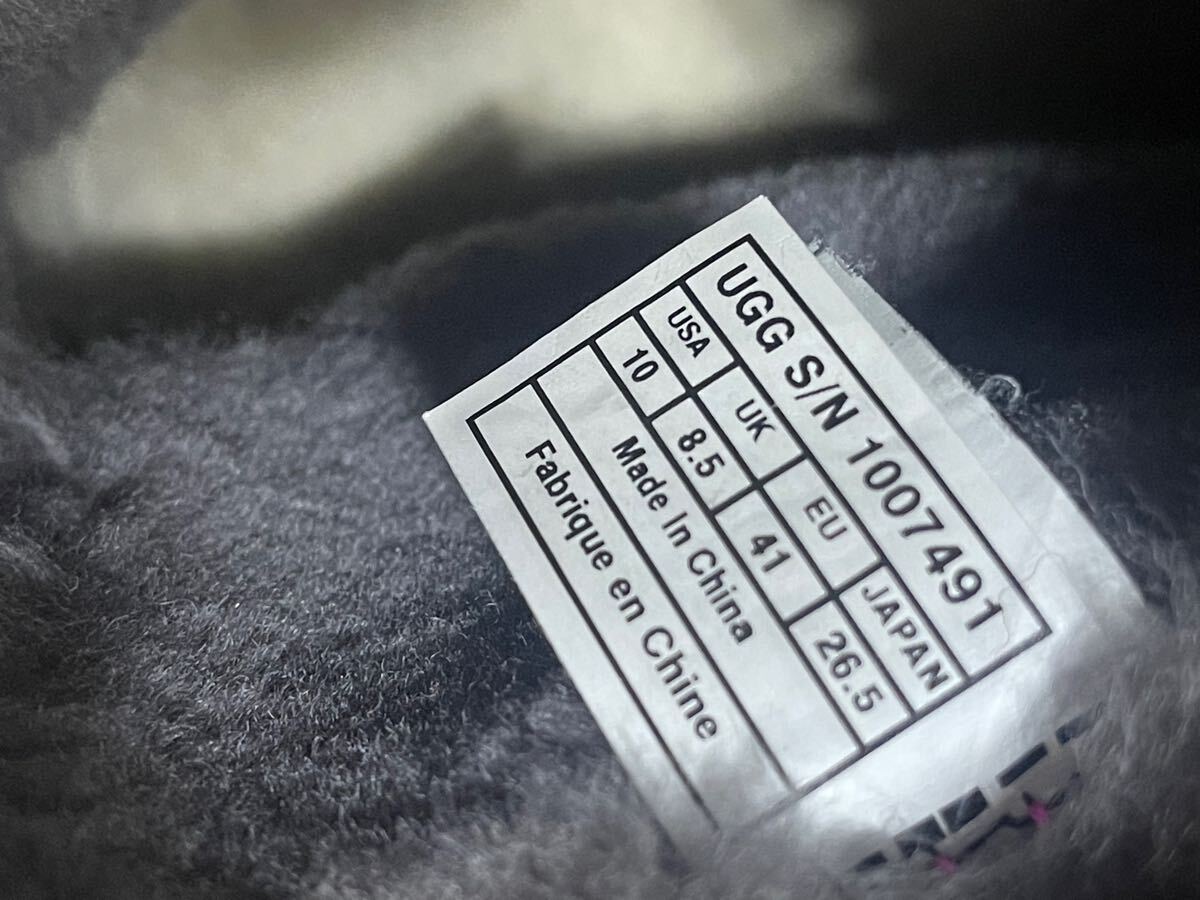 UGG S/N 1007491
USA UK EU JAPAN
10 8.5 41 26.5
Made In China
Fabrique en Chine